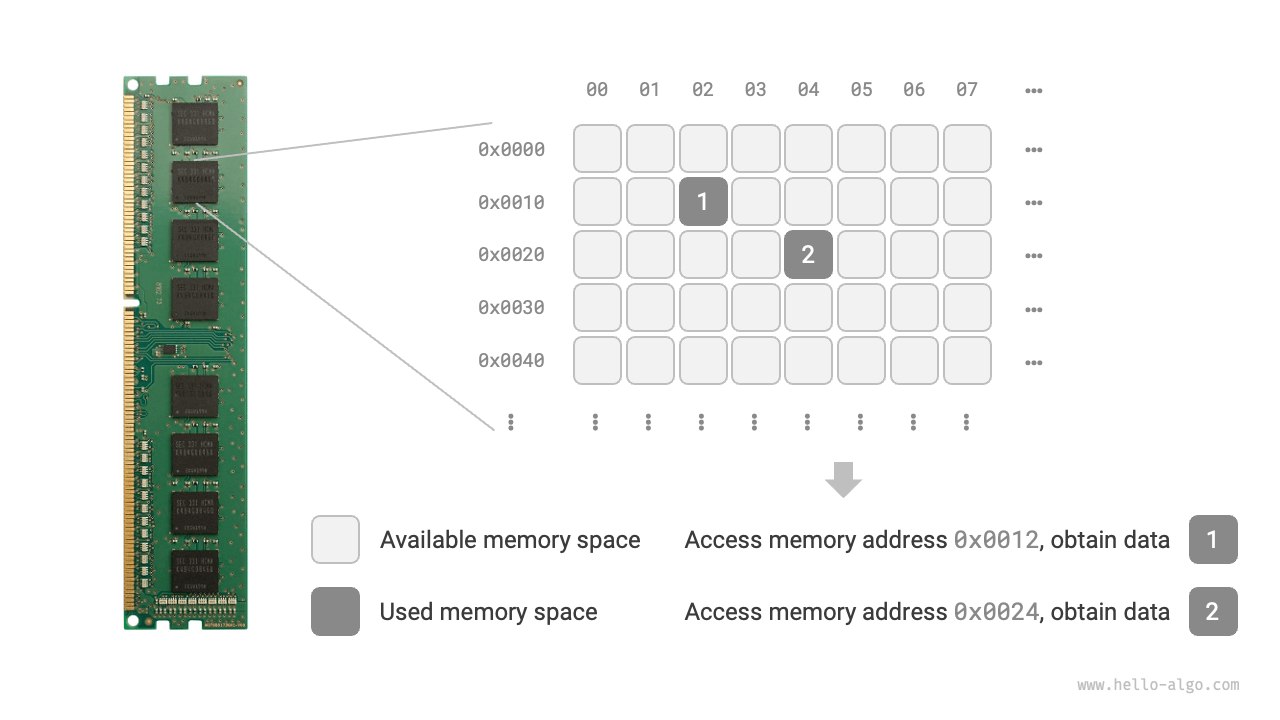 00 01 02 03 04 05 06 07 •••
0x0000 •••
0x0010 1 •••
0x0020 2 •••
0x0030 •••
0x0040 •••
Available memory space
Access memory address 0x0012, obtain data 1
Used memory space
Access memory address 0x0024, obtain data 2
www.hello-algo.com